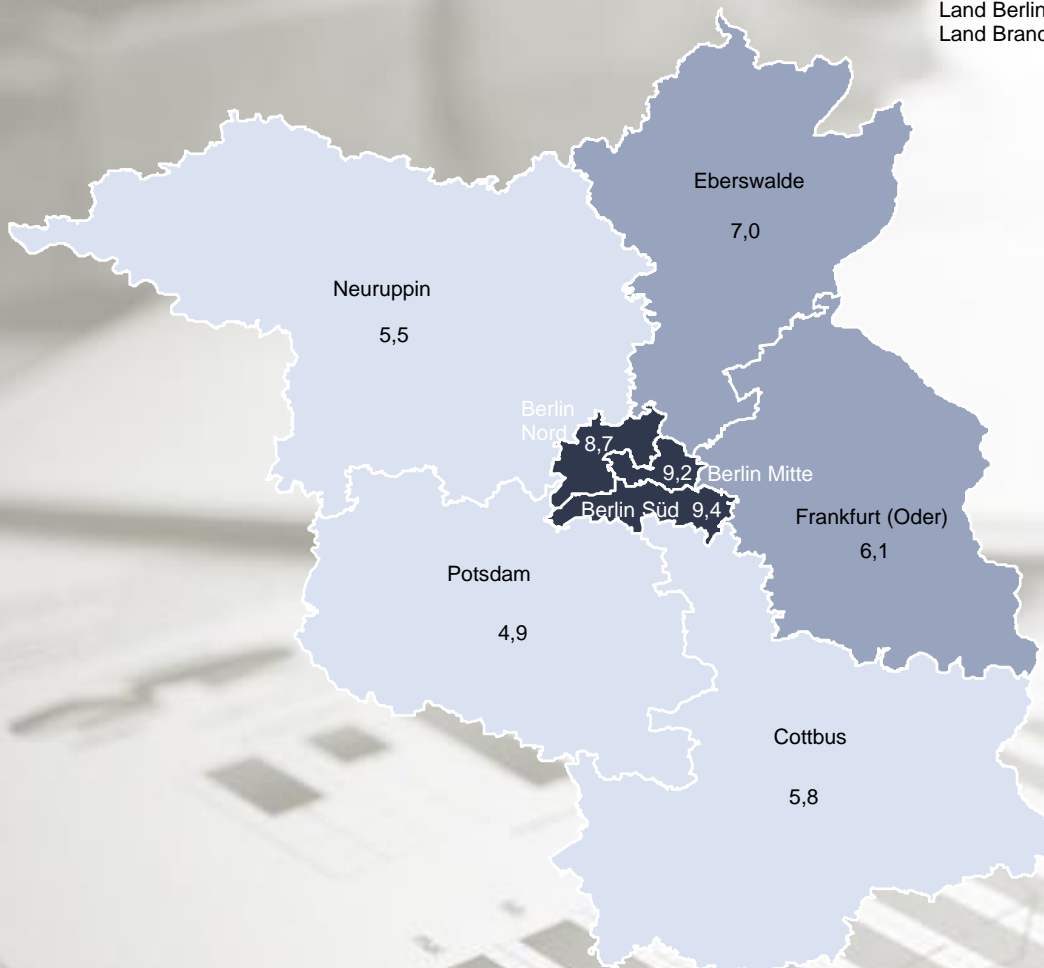 Land Berlin
Eberswalde
7,0
Neuruppin
5,5
Berlin
Nord
8,7
9,2
Berlin Mitte
Berlin Süd 9,4
Frankfurt (Oder)
6,1
Potsdam
4,9
Cottbus
5,8